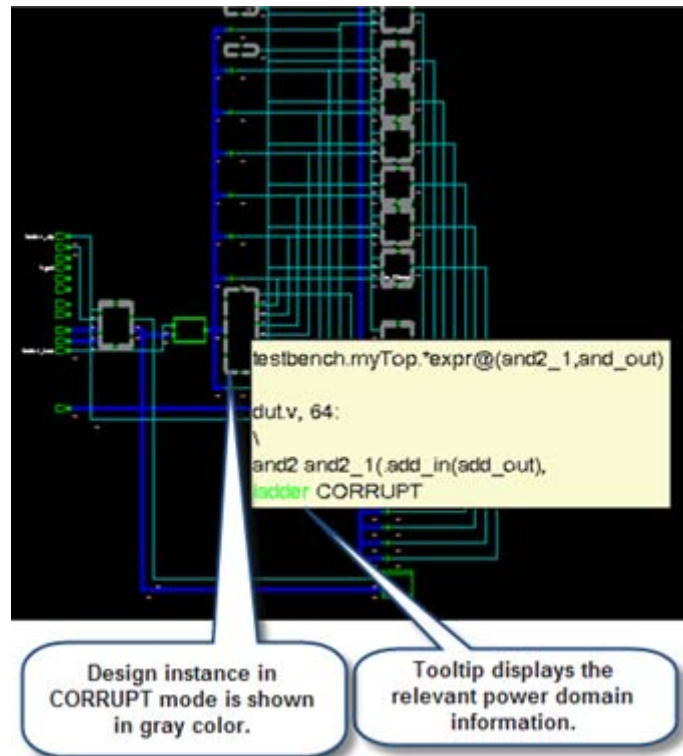 testbench.myTop.*expr@(and2_1,and_out)
dut.v, 64:
\
and2 and2_1(.add_in(add_out),
ladder CORRUPT
Design instance in
CORRUPT mode is shown
in gray color.
Tooltip displays the
relevant power domain
information.